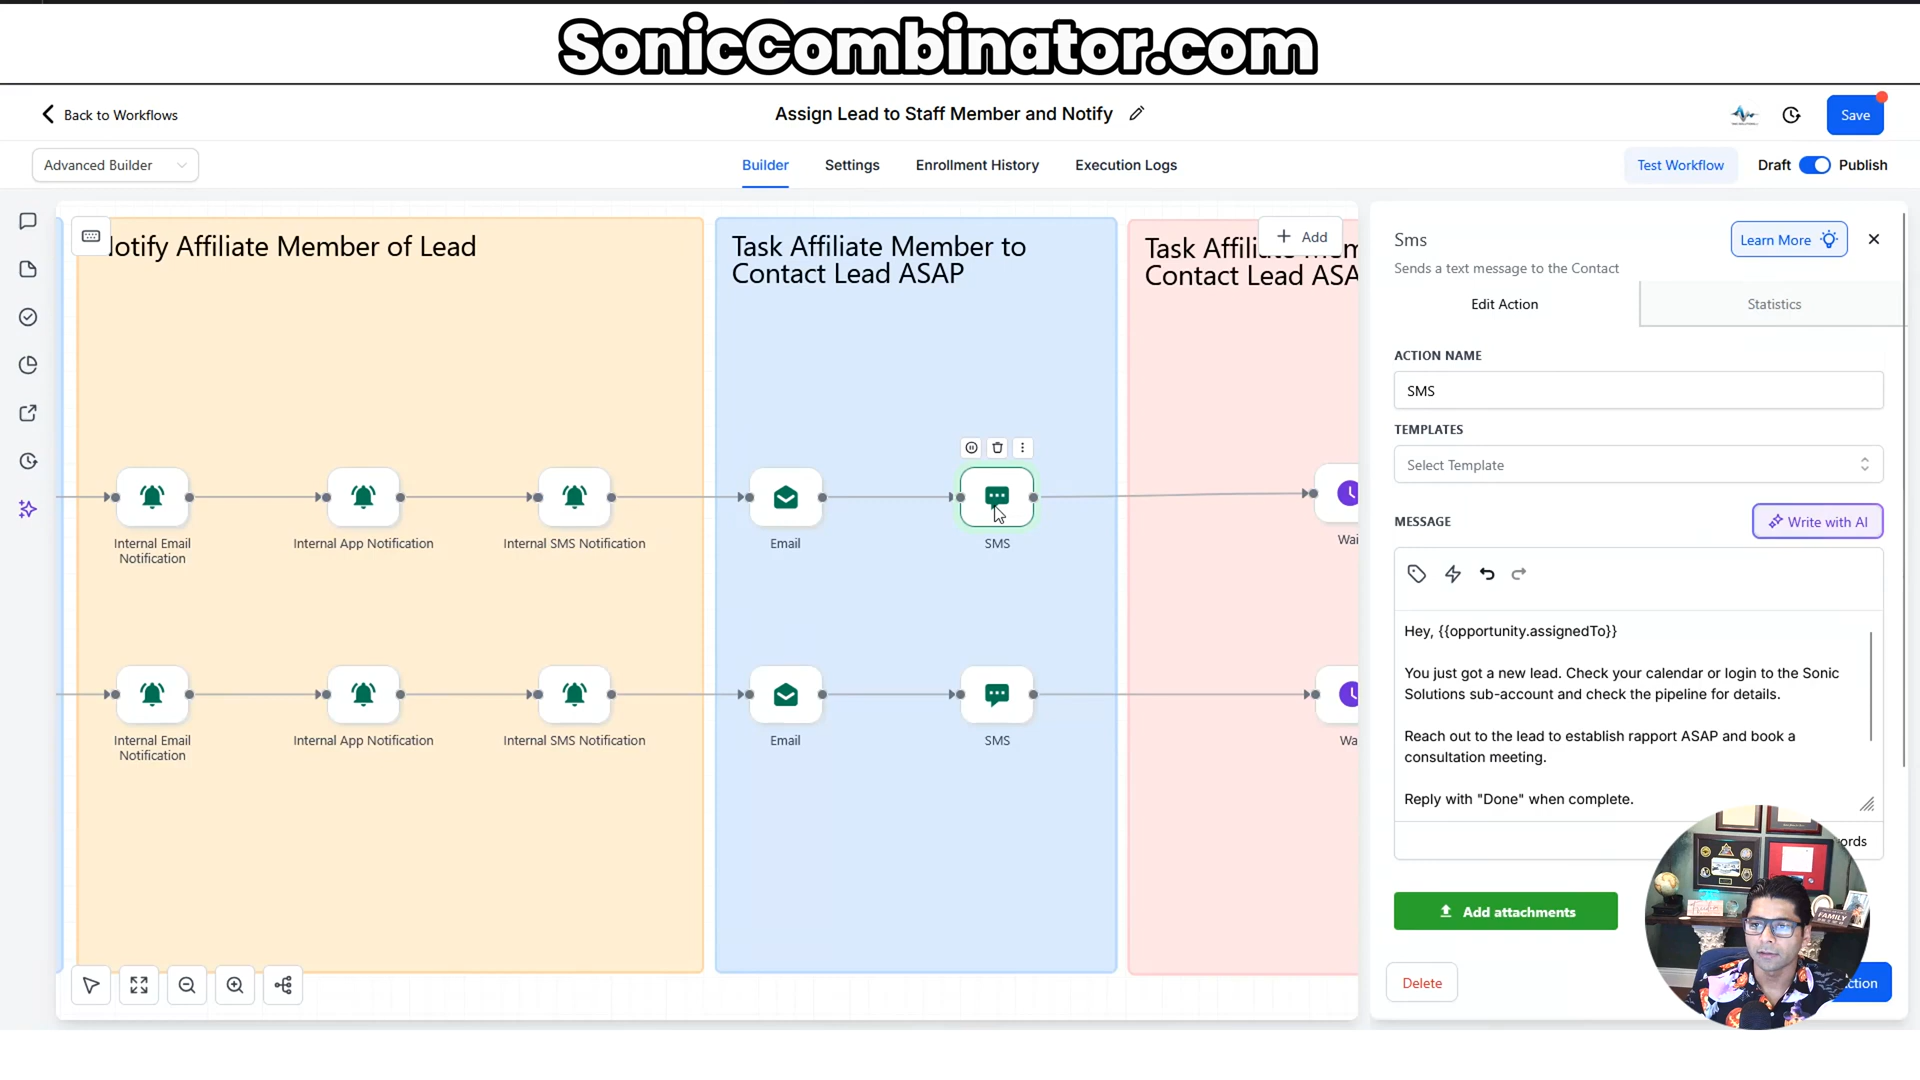 SonicCombinator.com
Back to Workflows
Assign Lead to Staff Member and Notify
Save
Advanced Builder
Builder
Settings
Enrollment History
Execution Logs
Test Workflow
Draft
Publish
otify Affiliate Member of Lead
Task Affiliate Member to
Contact Lead ASAP
Task Affili
Contact Lead ASA
Add
Internal Email
Notification
Internal App Notification
Internal SMS Notification
Email
SMS
Wai
Internal Email
Notification
Internal App Notification
Internal SMS Notification
Email
SMS
Wa
Sms
Learn More
Sends a text message to the Contact
Edit Action
Statistics
ACTION NAME
SMS
TEMPLATES
Select Template
MESSAGE
Write with AI
Hey, {{opportunity.assignedTo}}
You just got a new lead. Check your calendar or login to the Sonic
Solutions sub-account and check the pipeline for details.
Reach out to the lead to establish rapport ASAP and book a
consultation meeting.
Reply with "Done" when complete.
ords
Add attachments
FAMILY
Delete
ction